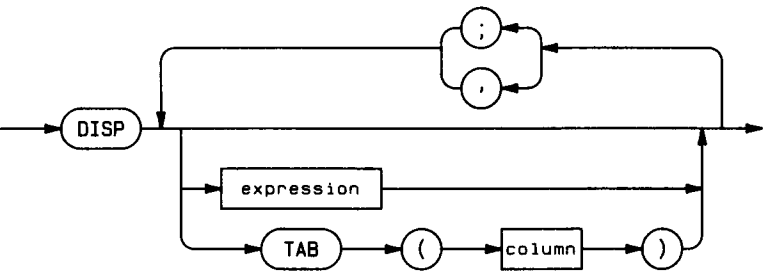 ;
,
DISP
expression
TAB ( column )